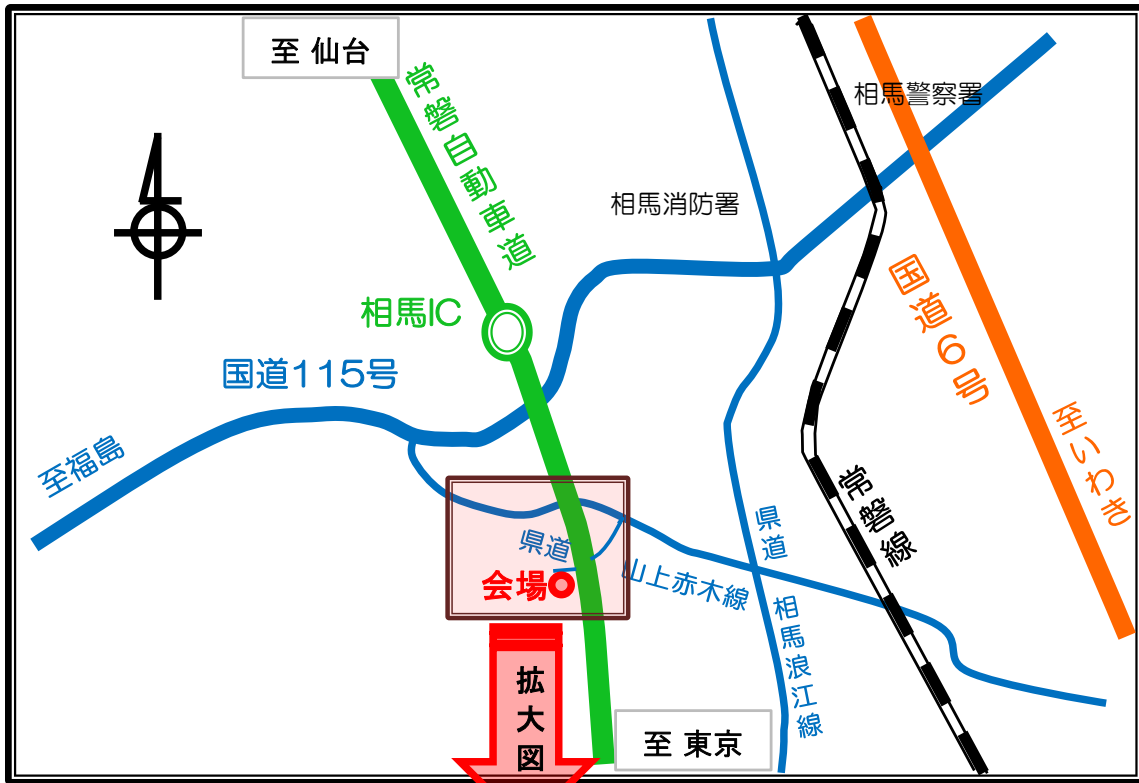 至 仙台
常磐自動車道
相馬警察署
相馬消防署
国道6号
相馬IC
国道115号
至いわき
至福島
常磐線
県道
山上赤木線
県道 相馬浪江線
会場
拡大図
至 東京